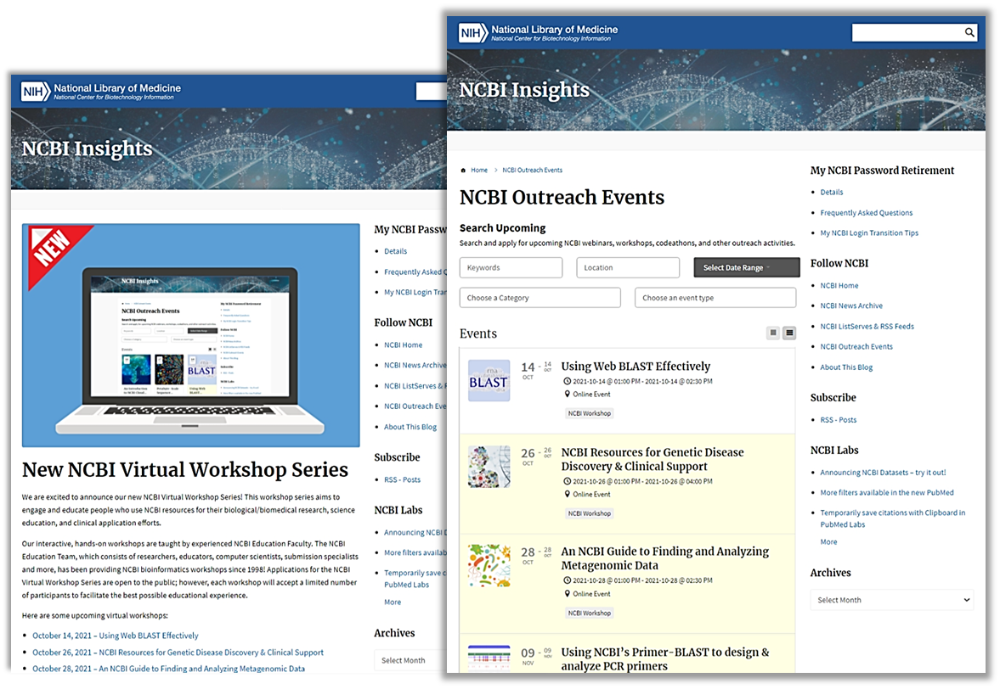 NIH National Library of Medicine
National Center for Biotechnology Information
NCBI Insights
NEW
NCBI Insights
NCBI Outreach Events
Search Upcoming
Events
BLAST
New NCBI Virtual Workshop Series
We are excited to announce our new NCBI Virtual Workshop Series! This workshop series aims to
engage and educate people who use NCBI resources for their biological/biomedical research, science
education, and clinical application efforts.
Our interactive, hands-on workshops are taught by experienced NCBI Education Faculty. The NCBI
Education Team, which consists of researchers, educators, computer scientists, submission specialists
and more, has been providing NCBI bioinformatics workshops since 1998! Applications for the NCBI
Virtual Workshop Series are open to the public; however, each workshop will accept a limited number
of participants to facilitate the best possible educational experience.
Here are some upcoming virtual workshops:
October 14, 2021 – Using Web BLAST Effectively
October 26, 2021 – NCBI Resources for Genetic Disease Discovery & Clinical Support
October 28, 2021 – An NCBI Guide to Finding and Analyzing Metagenomic Data
My NCBI Passw
Details
Frequently Asked Q
My NCBI Login Tran
Follow NCBI
NCBI Home
NCBI News Archive
NCBI ListServes & R
NCBI Outreach Eve
About This Blog
Subscribe
RSS - Posts
NCBI Labs
Announcing NCBI D
More filters availab
Temporarily save c
PubMed Labs
More
Archives
Select Month
NIH National Library of Medicine
National Center for Biotechnology Information
NCBI Insights
Home > NCBI Outreach Events
NCBI Outreach Events
Search Upcoming
Search and apply for upcoming NCBI webinars, workshops, codeathons, and other outreach activities.
Keywords Location Select Date Range
Choose a Category Choose an event type
Events
rna
BLAST
14 OCT - 14 OCT
Using Web BLAST Effectively
2021-10-14 @ 01:00 PM - 2021-10-14 @ 02:30 PM
Online Event
NCBI Workshop
26 OCT - 26 OCT
NCBI Resources for Genetic Disease
Discovery & Clinical Support
2021-10-26 @ 01:00 PM - 2021-10-26 @ 04:00 PM
Online Event
NCBI Workshop
28 OCT - 28 OCT
An NCBI Guide to Finding and Analyzing
Metagenomic Data
2021-10-28 @ 01:00 PM - 2021-10-28 @ 02:30 PM
Online Event
NCBI Workshop
09 NOV - 09 NOV
Using NCBI's Primer-BLAST to design &
analyze PCR primers
My NCBI Password Retirement
Details
Frequently Asked Questions
My NCBI Login Transition Tips
Follow NCBI
NCBI Home
NCBI News Archive
NCBI ListServes & RSS Feeds
NCBI Outreach Events
About This Blog
Subscribe
RSS - Posts
NCBI Labs
Announcing NCBI Datasets – try it out!
More filters available in the new PubMed
Temporarily save citations with Clipboard in
PubMed Labs
More
Archives
Select Month